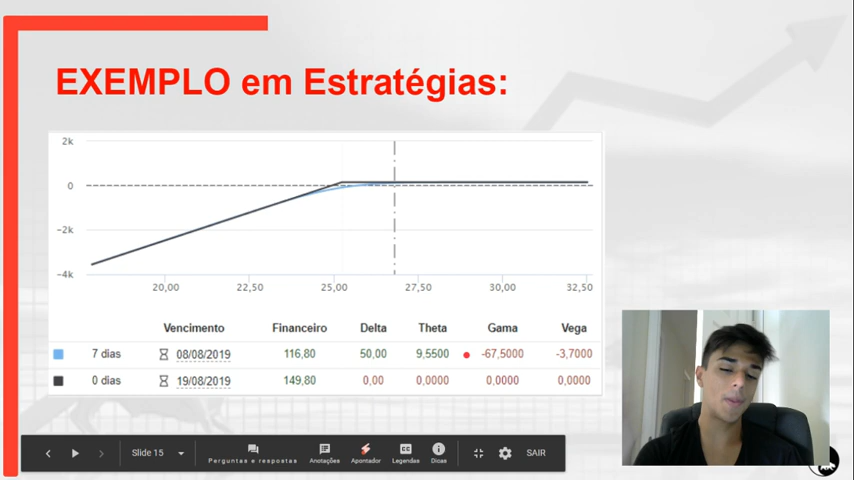 EXEMPLO em Estratégias:
2k
0
-2k
-4k
20,00 22,50 25,00 27,50 30,00 32,50
Vencimento Financeiro Delta Theta Gama Vega
7 dias 08/08/2019 116,80 50,00 9,5500 -67,5000 -3,7000
0 dias 19/08/2019 149,80 0,00 0,0000 0,0000 0,0000
Slide 15 Perguntas e respostas Anotações Apontador Legendas Dicas SAIR